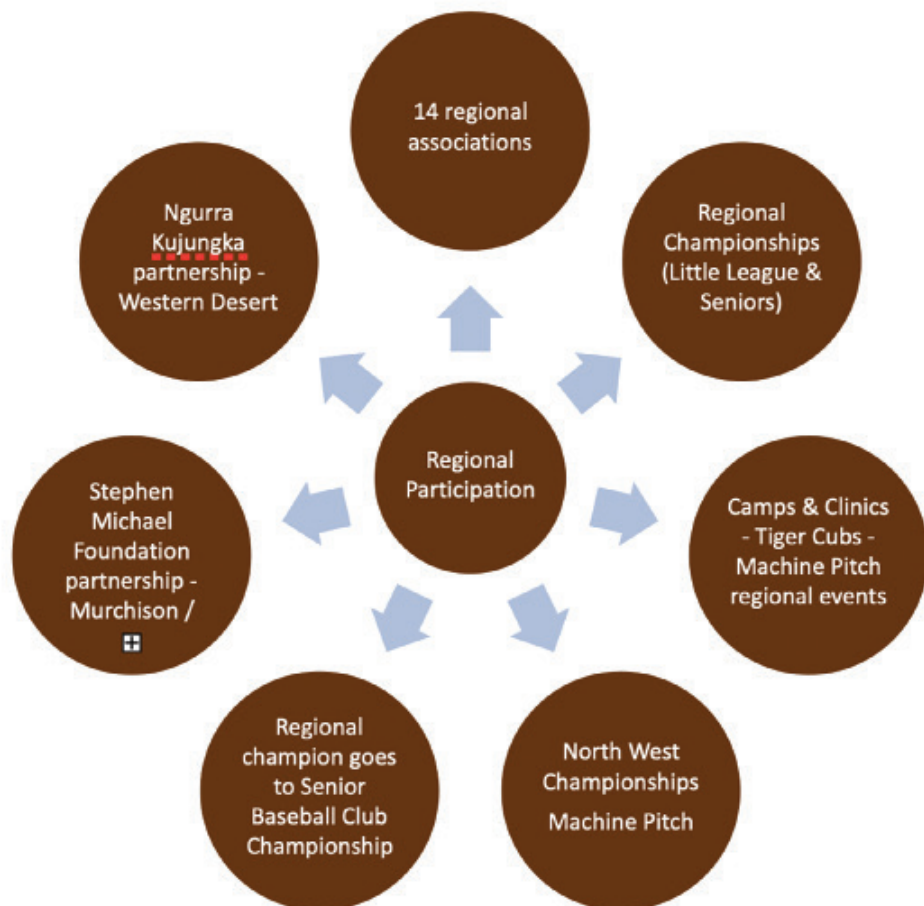 14 regional
associations
Regional
Championships
(Little League &
Seniors)
Camps & Clinics
- Tiger Cubs -
Machine Pitch
regional events
North West
Championships
Machine Pitch
Regional
champion goes
to Senior
Baseball Club
Championship
Stephen
Michael
Foundation
partnership -
Murchison /
Ngurra
Kujungka
partnership -
Western Desert
Regional
Participation